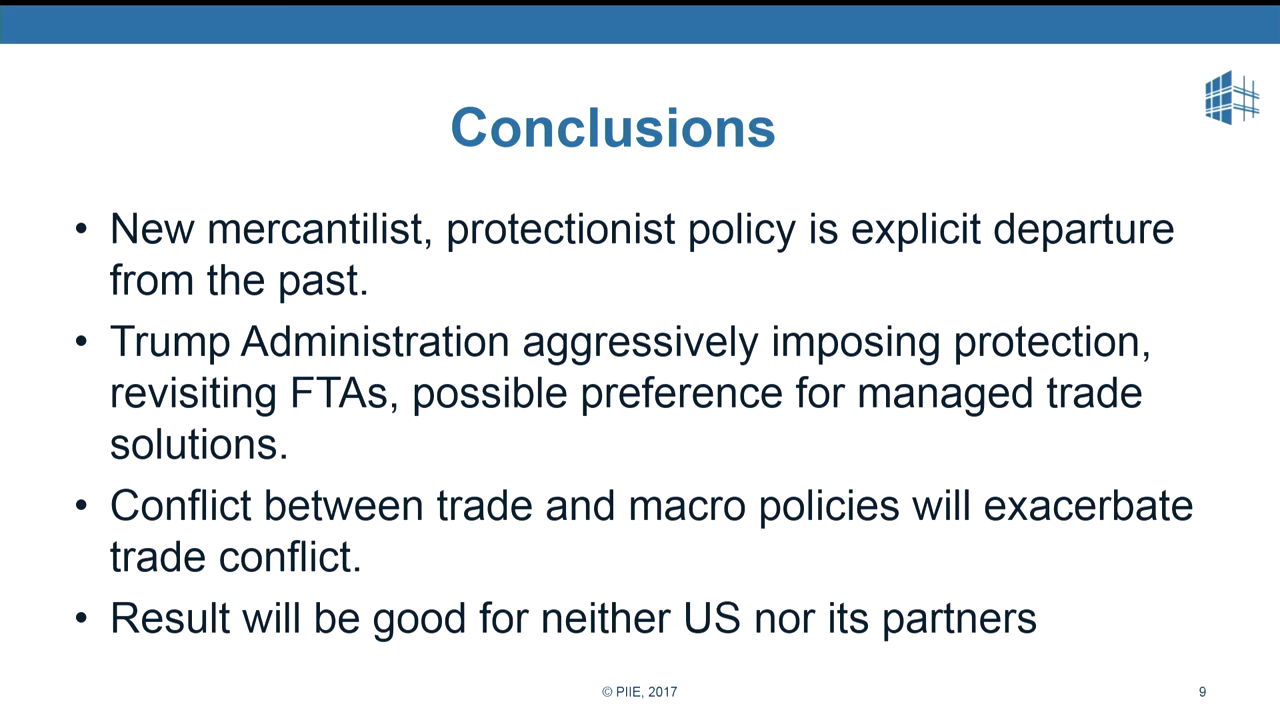 Conclusions
• New mercantilist, protectionist policy is explicit departure
from the past.
• Trump Administration aggressively imposing protection,
revisiting FTAs, possible preference for managed trade
solutions.
• Conflict between trade and macro policies will exacerbate
trade conflict.
• Result will be good for neither US nor its partners
© PIIE, 2017
9